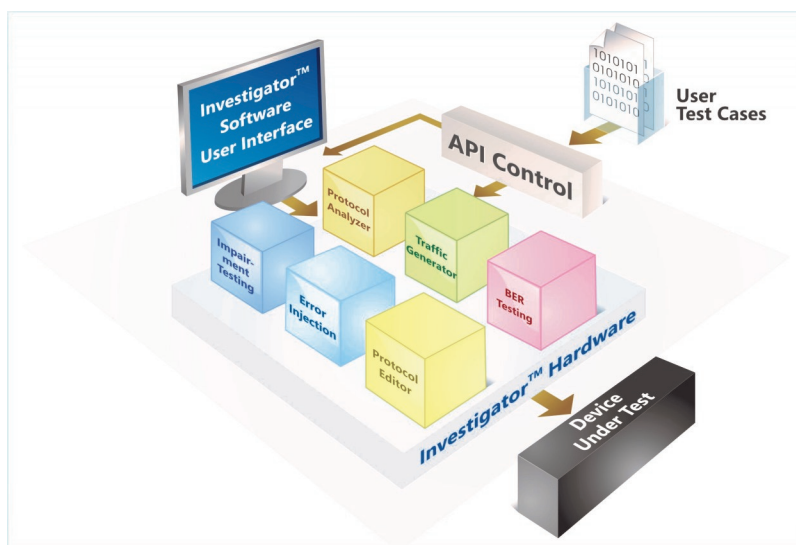 Investigator™
Software
User Interface
1010101
0101010
1010101
0101010
User
Test Cases
API Control
Protocol
Analyzer
Traffic
Generator
Impair-
ment
Testing
Error
Injection
BER
Testing
Protocol
Editor
Investigator™ Hardware
Device
Under Test